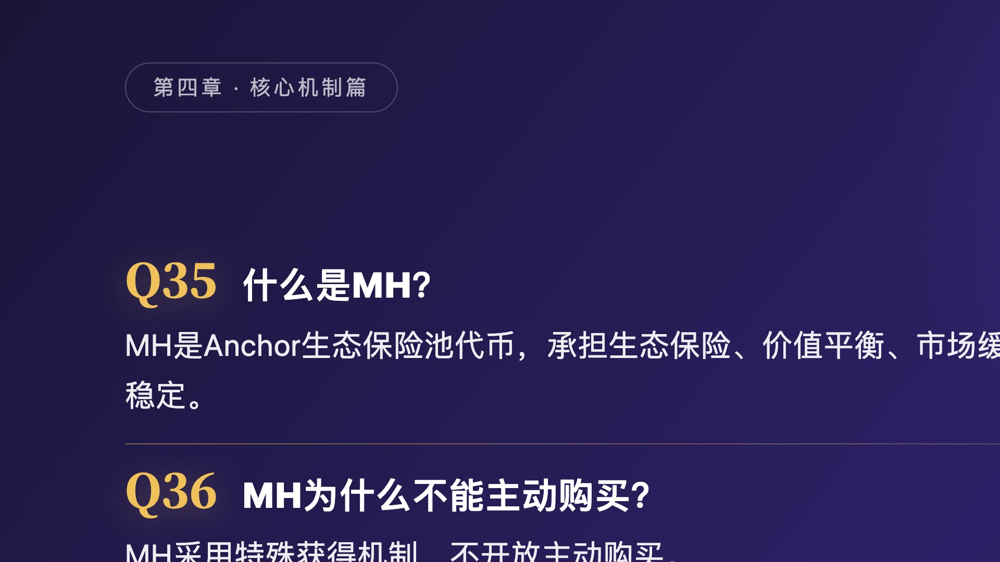 第四章 · 核心机制篇
Q35 什么是MH?
MH是Anchor生态保险池代币，承担生态保险、价值平衡、市场缓
稳定。
Q36 MH为什么不能主动购买?
MH采用特殊获得机制，不开放主动购买。